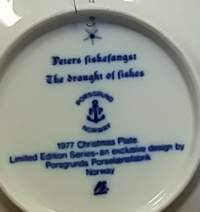 Peters fiskefangst
The draught of fishes
PORSGRUND
NORWAY
1977 Christmas Plate
Limited Edition Series-an exclusive design by
Porsgrunds Porselænsfabrik
Norway